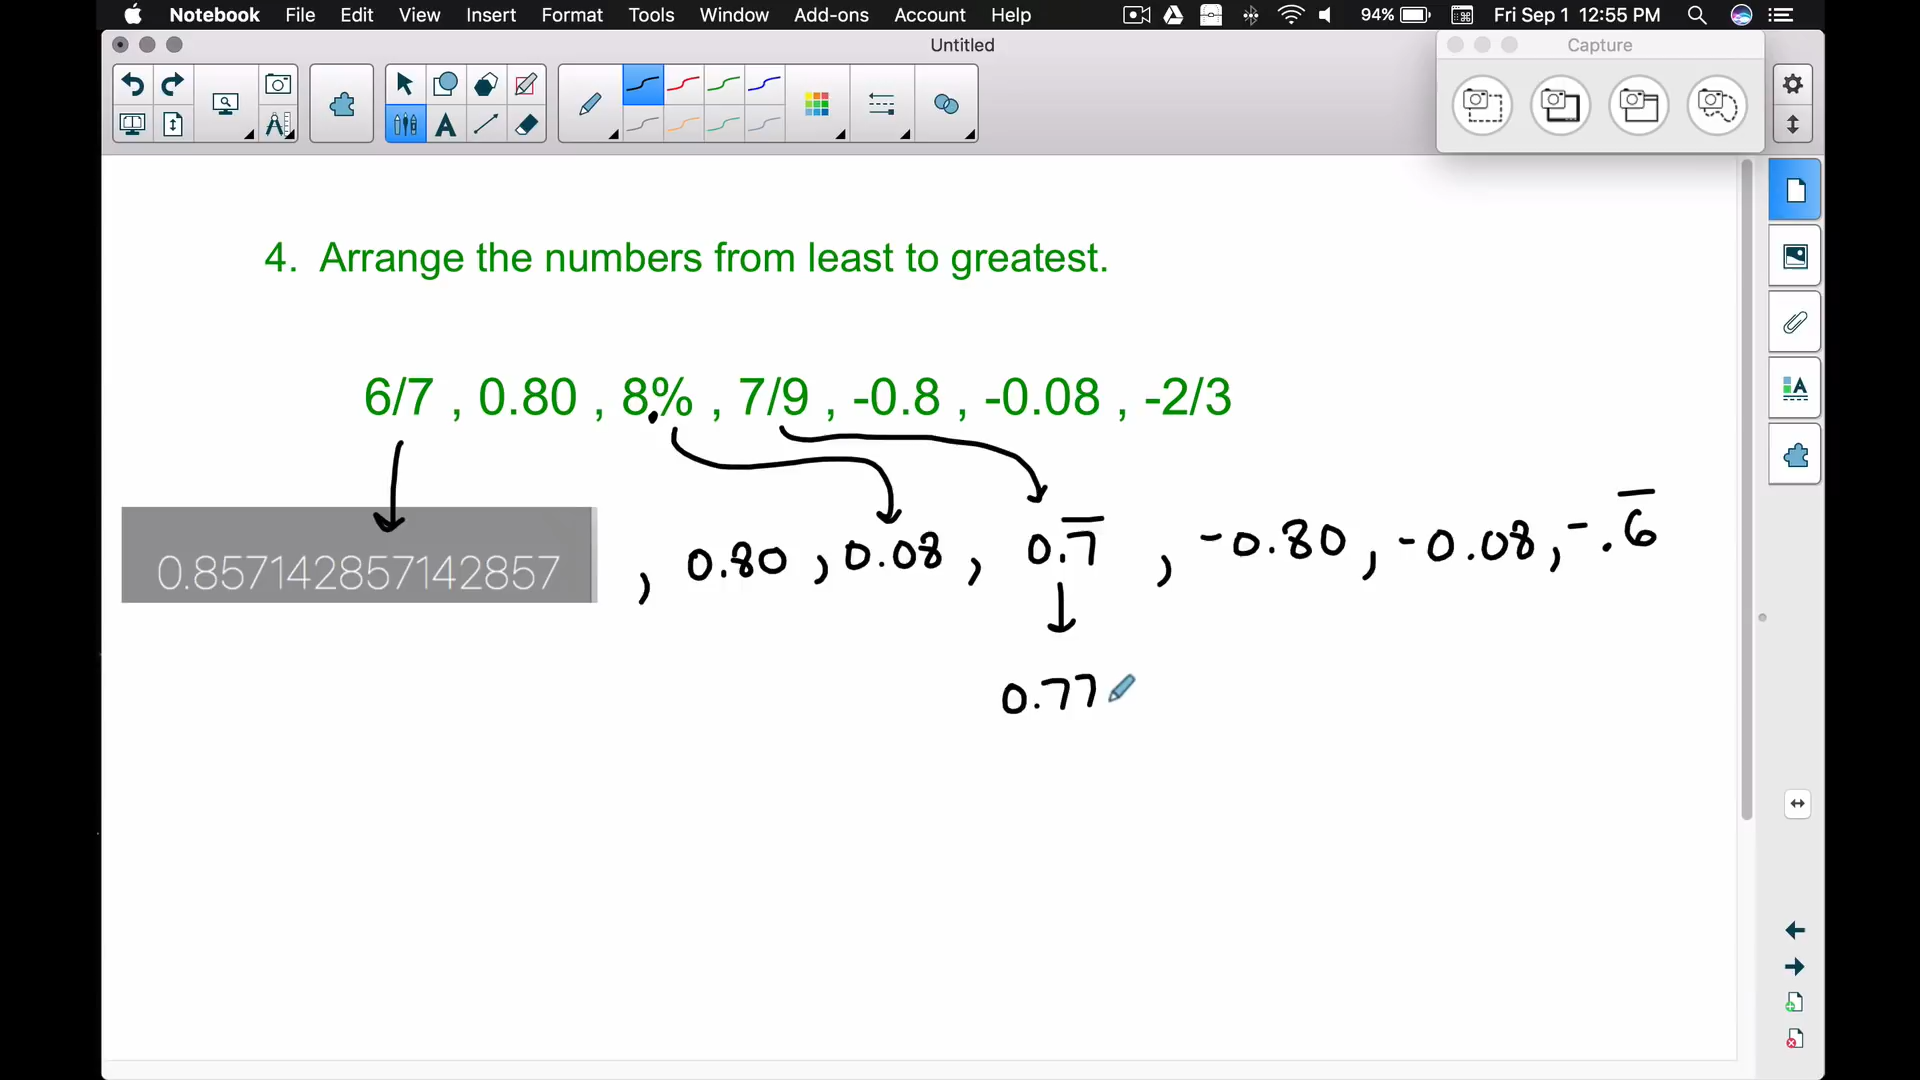 Notebook File Edit View Insert Format Tools Window Add-ons Account Help 94% Fri Sep 1 12:55 PM
Untitled
Capture
4. Arrange the numbers from least to greatest.
6/7 , 0.80 , 8% , 7/9 , -0.8 , -0.08 , -2/3
0.857142857142857 , 0.80 , 0.08 , 0.7̅ , -0.80 , -0.08 , -.6̅
0.77